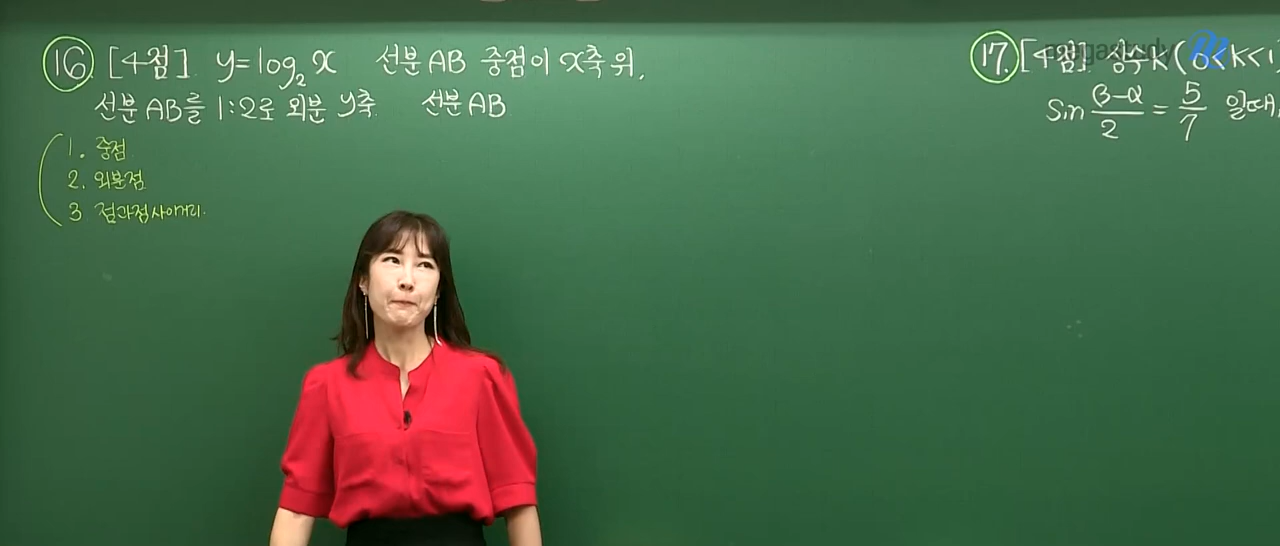 16. [4점] y=log₂x 선분 AB 중점이 x축 위,
선분 AB를 1:2로 외분 y축 선분 AB
1. 중점
2. 외분점
3. 점과점사이거리.
17. [4점] 상수 k (0<k<1)
sin (β-α)/2 = 5/7 일때,
megastudy